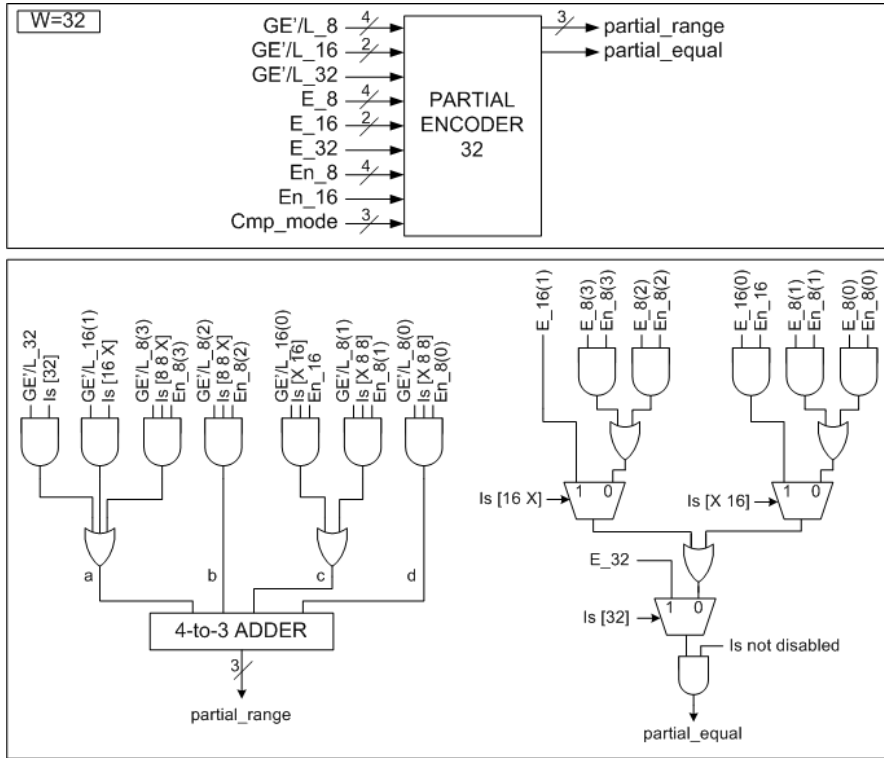 W=32
GE'/L_8
4
GE'/L_16
2
GE'/L_32
E_8
4
E_16
2
E_32
En_8
4
En_16
Cmp_mode
3
PARTIAL
ENCODER
32
3
partial_range
partial_equal
GE'/L_32
Is [32]
GE'/L_16(1)
Is [16 X]
GE'/L_8(3)
Is [8 8 X]
En_8(3)
GE'/L_8(2)
Is [8 8 X]
En_8(2)
GE'/L_16(0)
Is [X 16]
En_16
GE'/L_8(1)
Is [X 8 8]
En_8(1)
GE'/L_8(0)
Is [X 8 8]
En_8(0)
a
b
c
d
4-to-3 ADDER
3
partial_range
E_16(1)
E_8(3)
En_8(3)
E_8(2)
En_8(2)
E_16(0)
En_16
E_8(1)
En_8(1)
E_8(0)
En_8(0)
Is [16 X]
1 0
Is [X 16]
1 0
E_32
Is [32]
1 0
Is not disabled
partial_equal